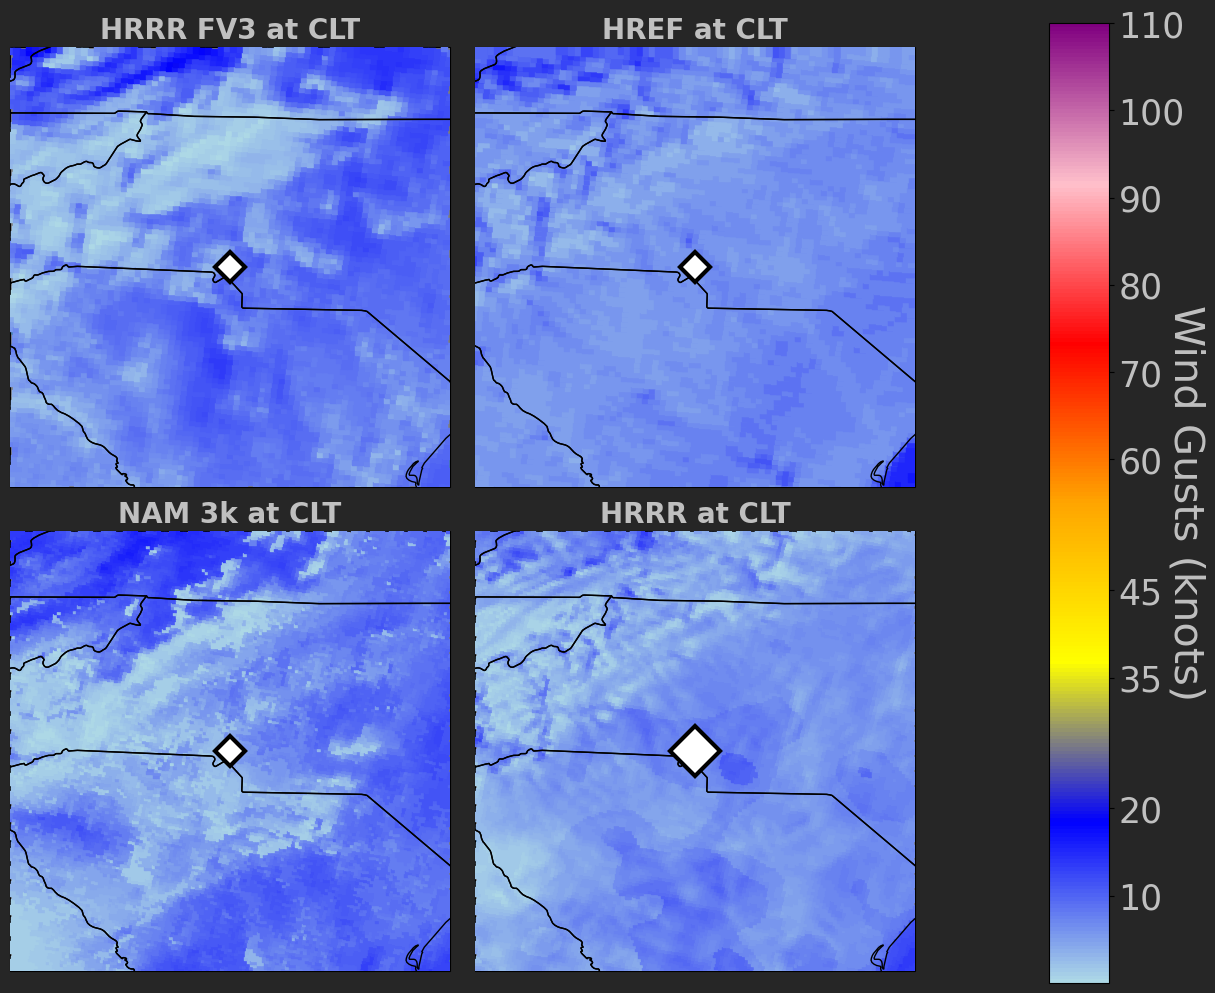 HRRR FV3 at CLT
HREF at CLT
NAM 3k at CLT
HRRR at CLT
110
100
90
80
70
60
45
35
20
10
Wind Gusts (knots)